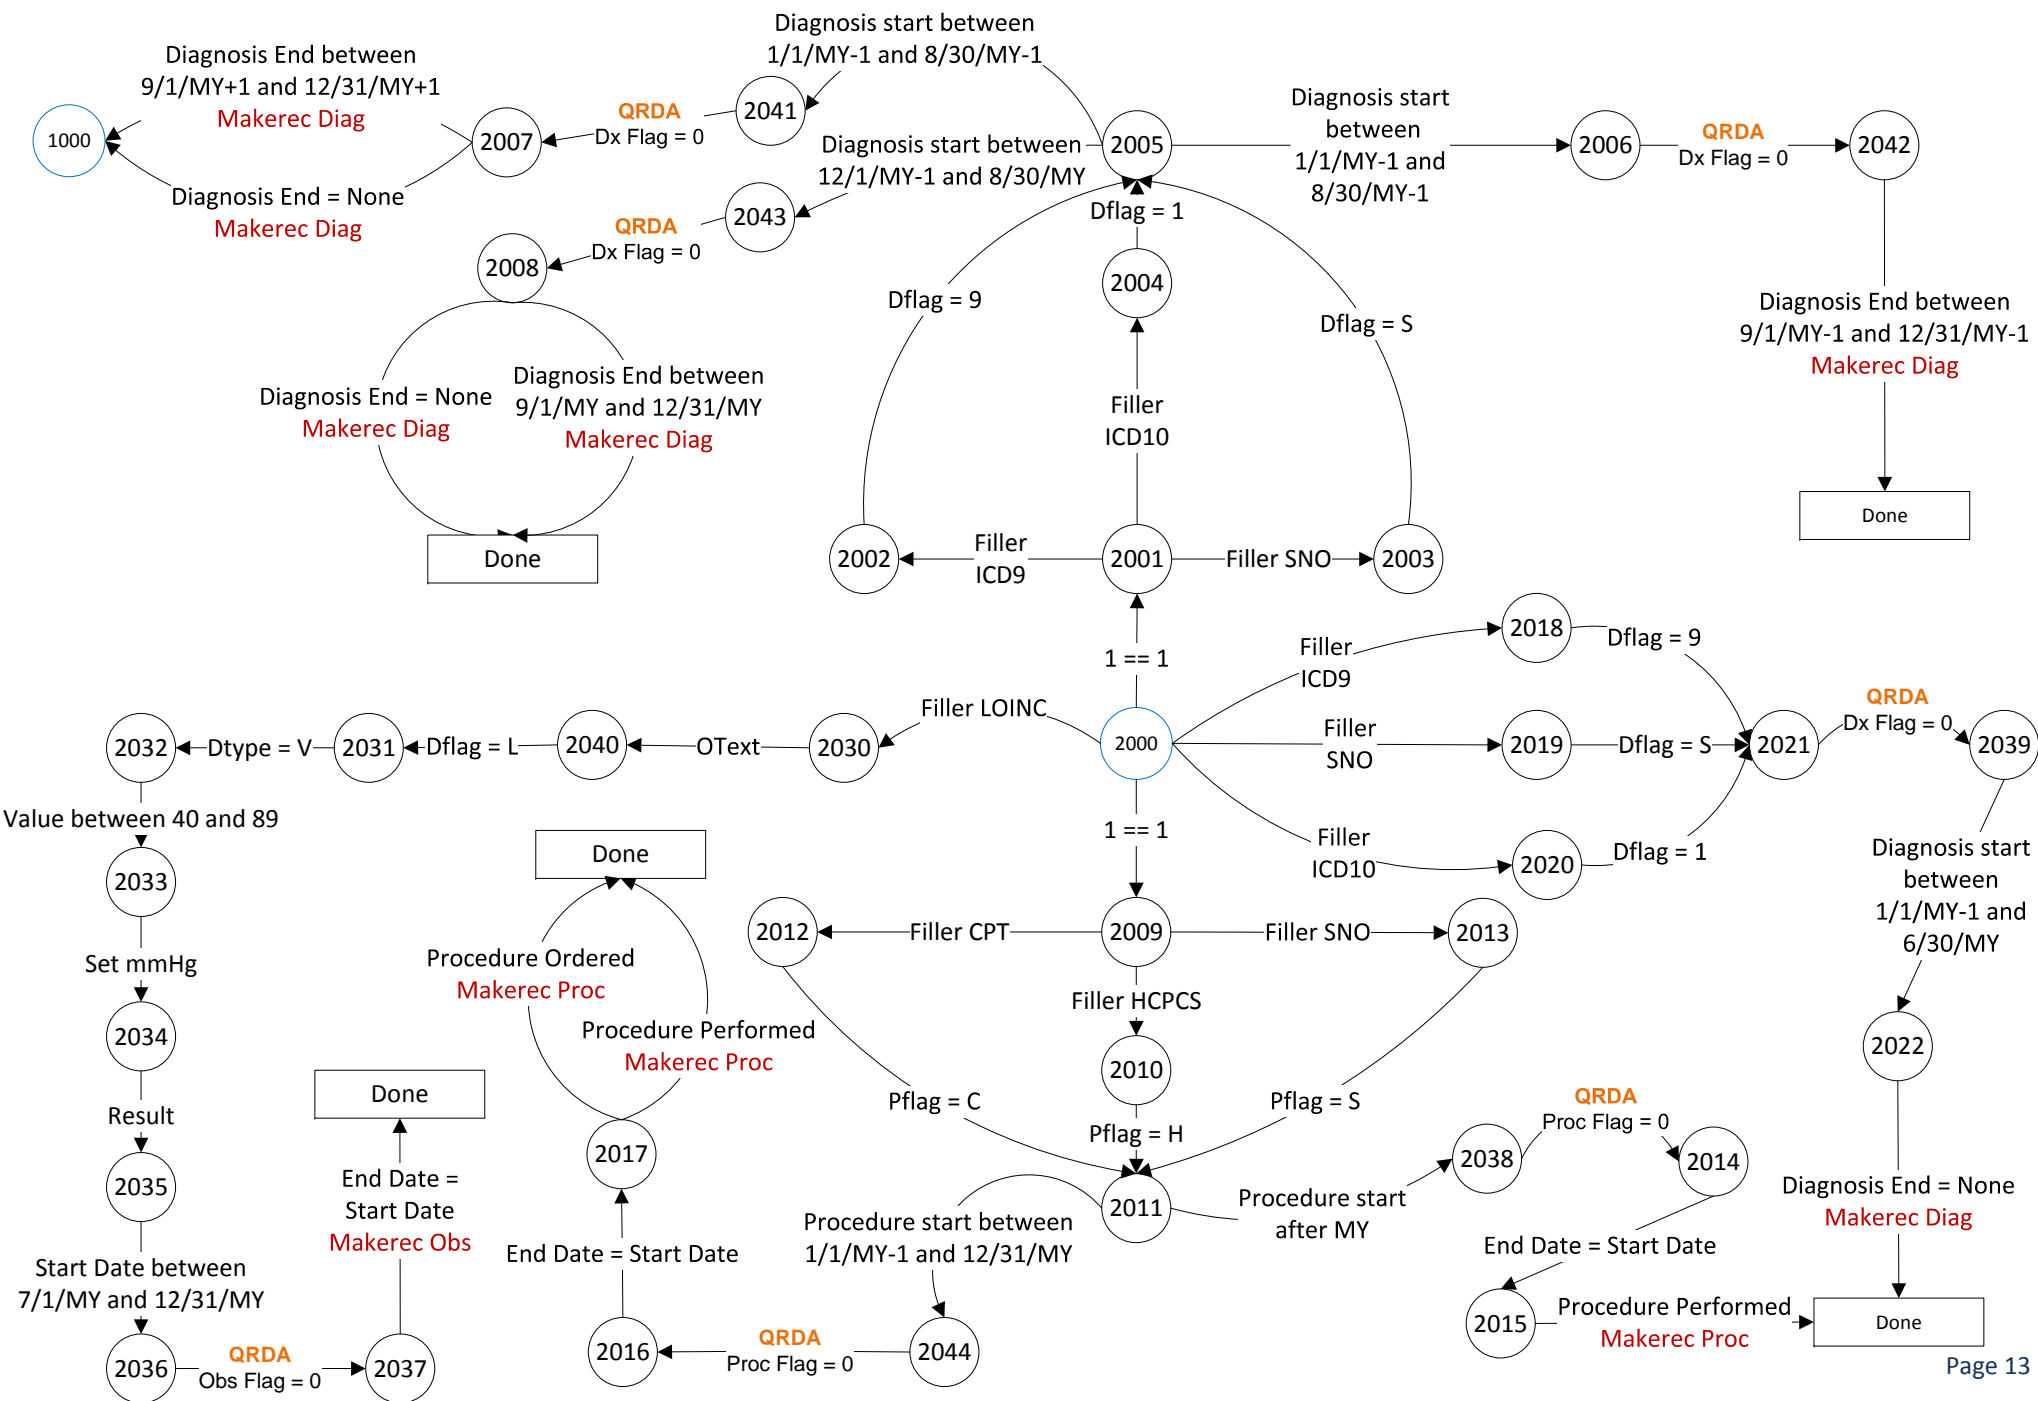 Diagnosis start between
1/1/MY-1 and 8/30/MY-1
Diagnosis End between
9/1/MY+1 and 12/31/MY+1
Makerec Diag
1000
2007
QRDA
Dx Flag = 0
2041
Diagnosis End = None
Makerec Diag
Diagnosis start between
12/1/MY-1 and 8/30/MY
2005
Diagnosis start
between
1/1/MY-1 and
8/30/MY-1
2006
QRDA
Dx Flag = 0
2042
2043
QRDA
Dx Flag = 0
2008
Dflag = 1
2004
Dflag = 9
Dflag = S
Diagnosis End between
9/1/MY-1 and 12/31/MY-1
Makerec Diag
Diagnosis End = None
Makerec Diag
Diagnosis End between
9/1/MY and 12/31/MY
Makerec Diag
Filler
ICD10
Done
Done
2002
Filler
ICD9
2001
Filler SNO
2003
1 == 1
Filler
ICD9
2018
Dflag = 9
2032
Dtype = V
2031
Dflag = L
2040
OText
2030
Filler LOINC
2000
Filler
SNO
2019
Dflag = S
2021
QRDA
Dx Flag = 0
2039
Value between 40 and 89
2033
1 == 1
Filler
ICD10
2020
Dflag = 1
Diagnosis start
between
1/1/MY-1 and
6/30/MY
Done
2012
Filler CPT
2009
Filler SNO
2013
Set mmHg
2034
Procedure Ordered
Makerec Proc
Procedure Performed
Makerec Proc
Filler HCPCS
2010
2022
Done
Result
2035
Pflag = C
Pflag = H
Pflag = S
QRDA
Proc Flag = 0
2017
2038
2014
End Date =
Start Date
Makerec Obs
Procedure start between
1/1/MY-1 and 12/31/MY
2011
Procedure start
after MY
Diagnosis End = None
Makerec Diag
End Date = Start Date
End Date = Start Date
Start Date between
7/1/MY and 12/31/MY
2036
QRDA
Obs Flag = 0
2037
2016
QRDA
Proc Flag = 0
2044
2015
Procedure Performed
Makerec Proc
Done
Page 13